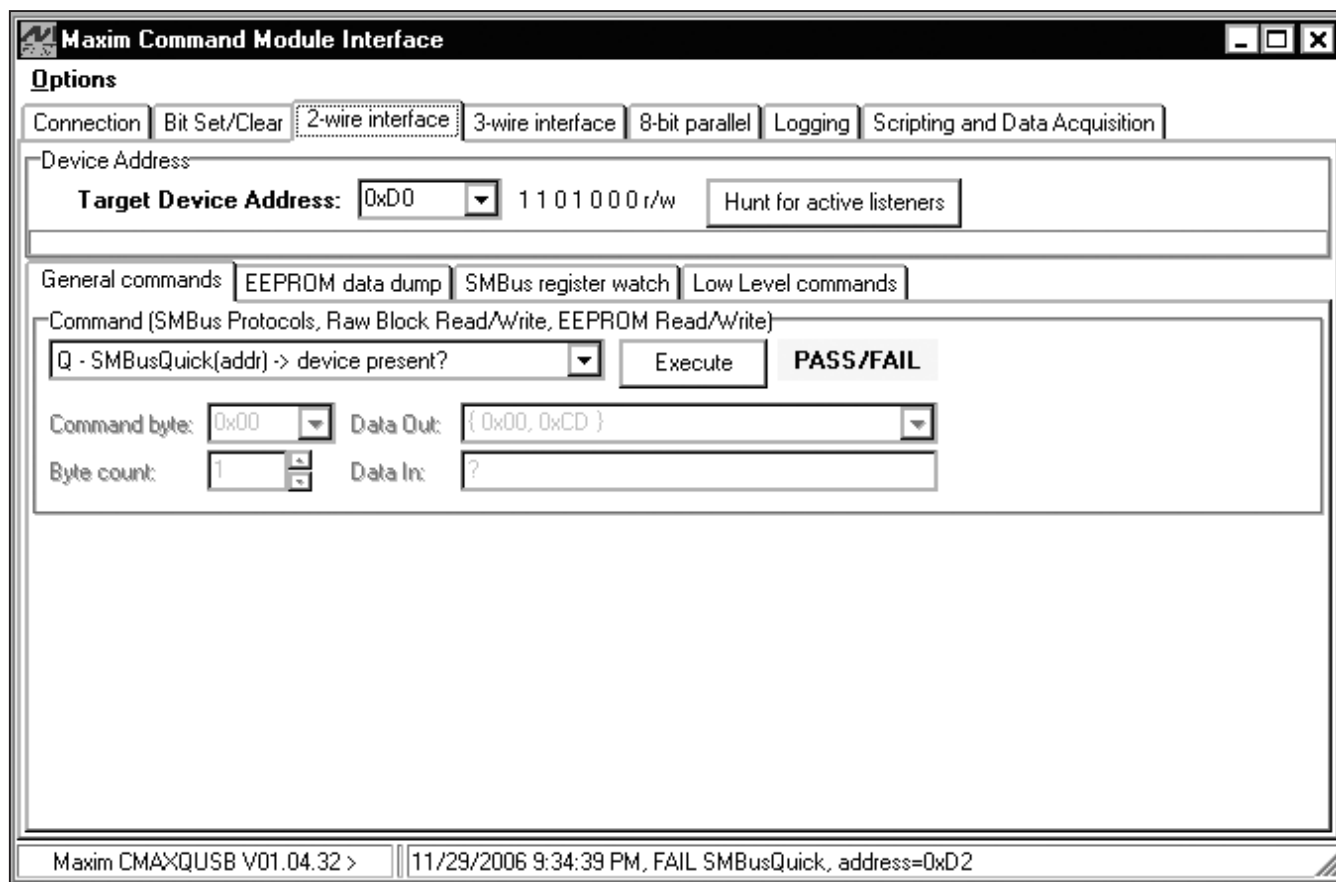 Maxim Command Module Interface
Options
Connection Bit Set/Clear 2-wire interface 3-wire interface 8-bit parallel Logging Scripting and Data Acquisition
Device Address
Target Device Address: 0xD0 1 1 0 1 0 0 0 r/w Hunt for active listeners
General commands EEPROM data dump SMBus register watch Low Level commands
Command (SMBus Protocols, Raw Block Read/Write, EEPROM Read/Write)
Q - SMBusQuick(addr) -> device present? Execute PASS/FAIL
Command byte: 0x00 Data Out: { 0x00, 0xCD }
Byte count: 1 Data In: ?
Maxim CMAXQUSB V01.04.32 > 11/29/2006 9:34:39 PM, FAIL SMBusQuick, address=0xD2